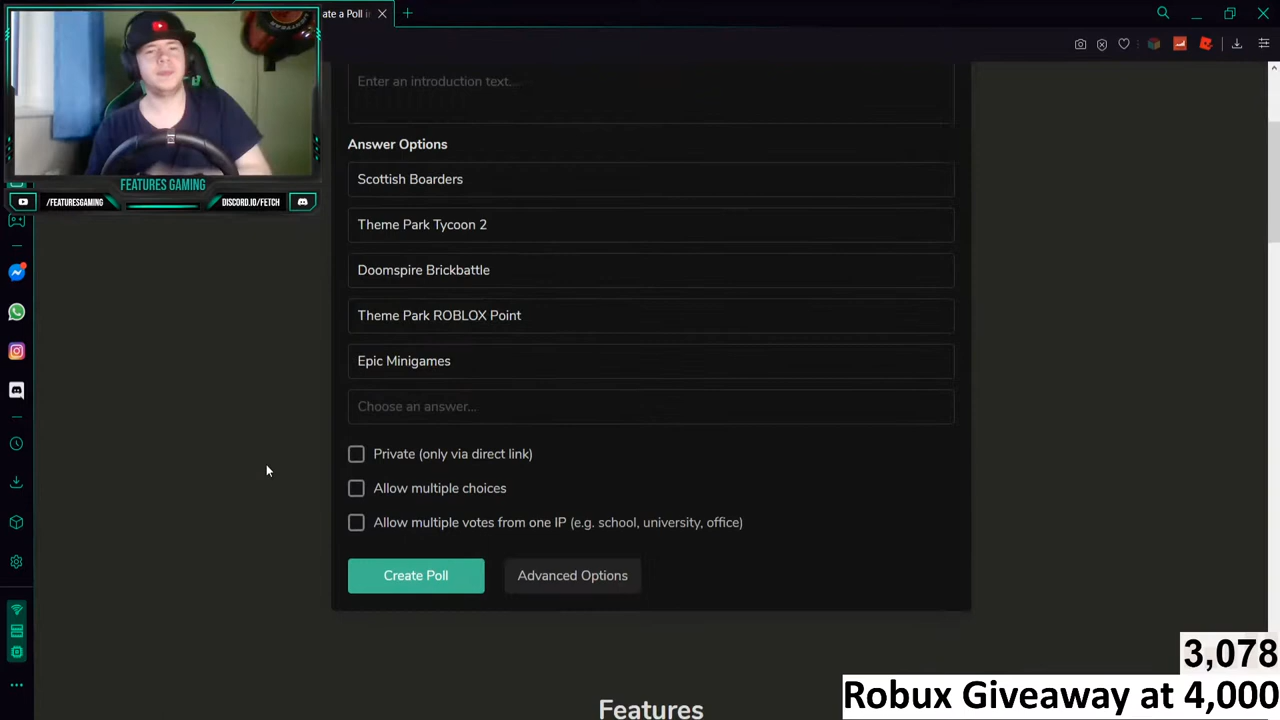 ate a Poll i
FEATURES GAMING
/FEATURESGAMING
DISCORD.IO/FETCH
Enter an introduction text...
Answer Options
Scottish Boarders
Theme Park Tycoon 2
Doomspire Brickbattle
Theme Park ROBLOX Point
Epic Minigames
Choose an answer...
Private (only via direct link)
Allow multiple choices
Allow multiple votes from one IP (e.g. school, university, office)
Create Poll
Advanced Options
Features
3,078
Robux Giveaway at 4,000